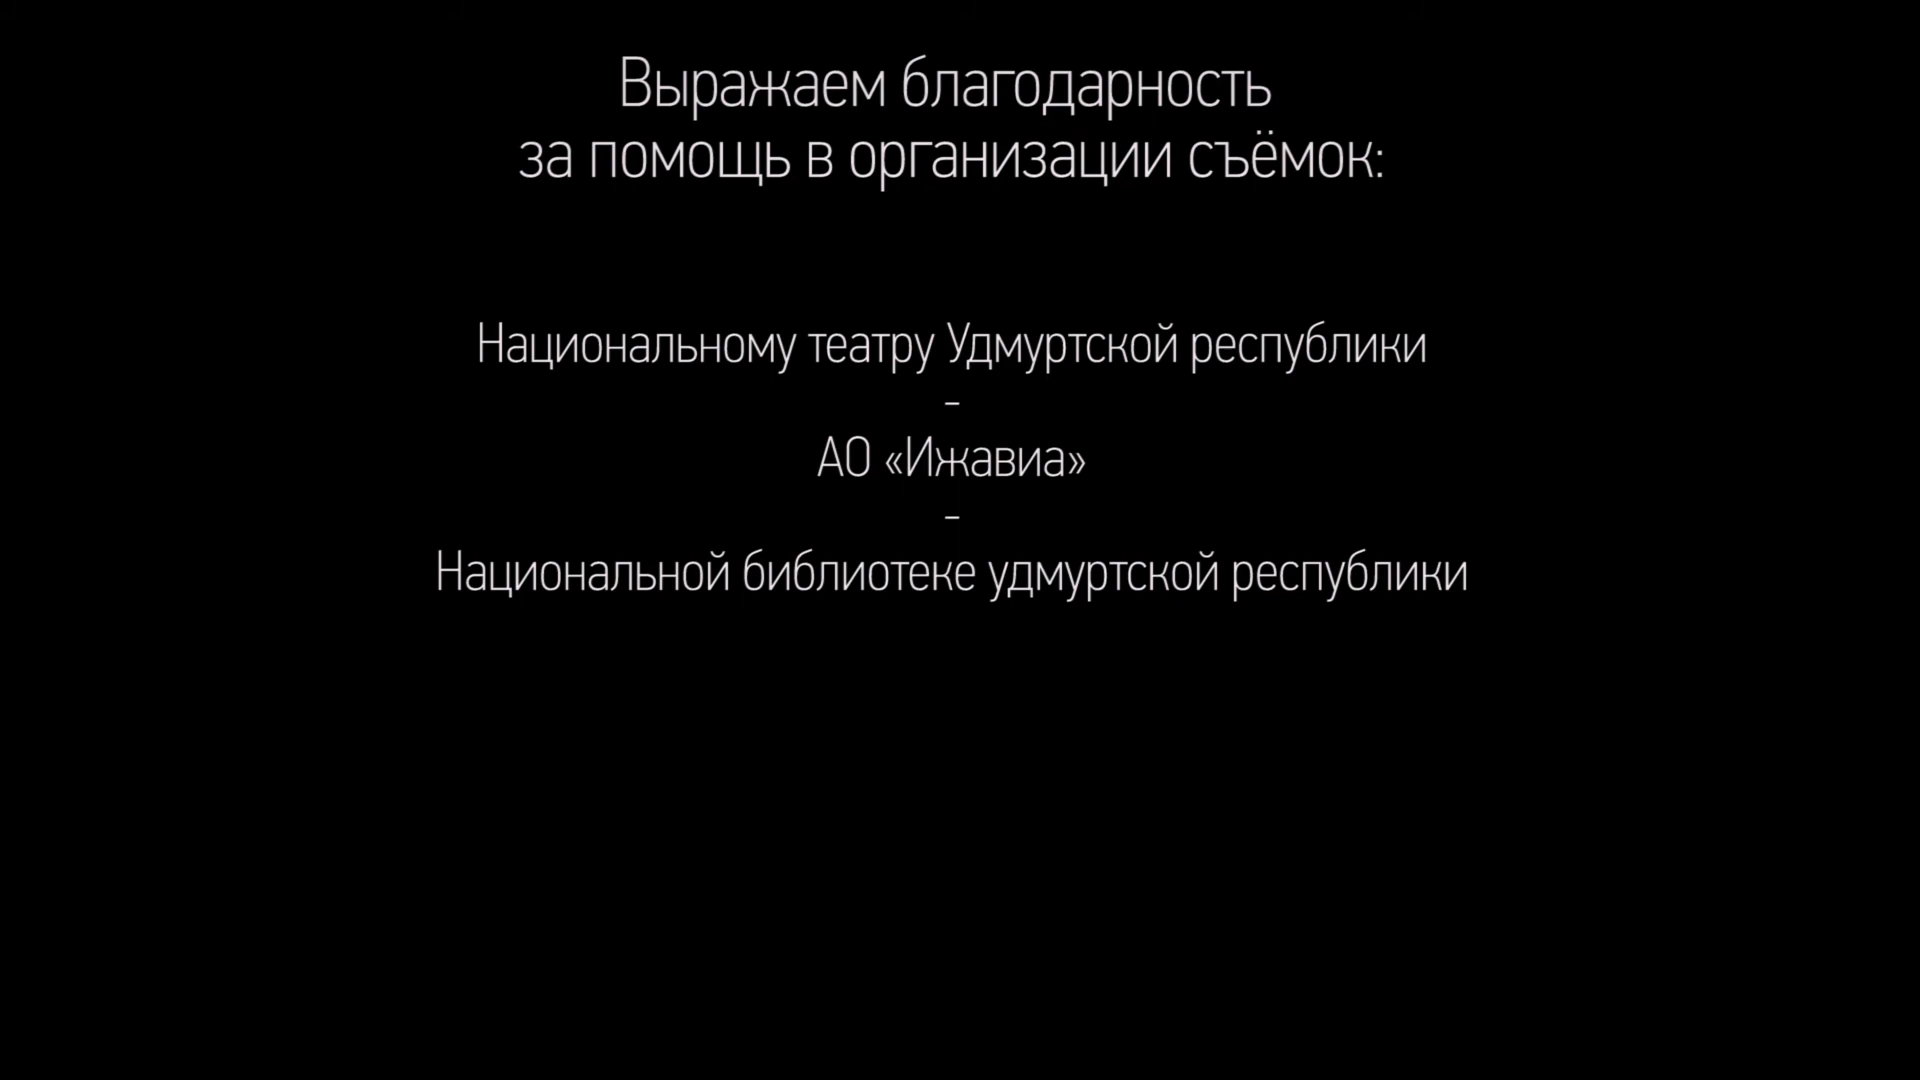 Выражаем благодарность
за помощь в организации съёмок:
Национальному театру Удмуртской республики
-
АО «Ижавиа»
-
Национальной библиотеке удмуртской республики